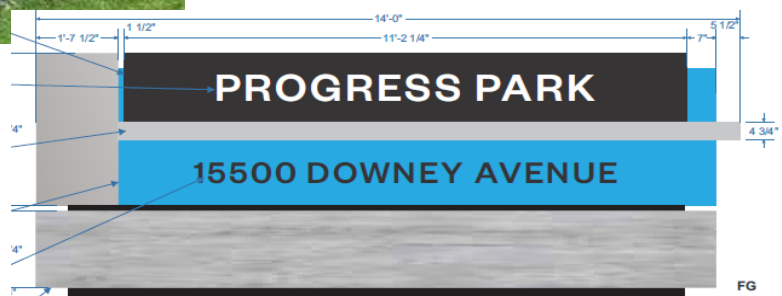 14'-0"
1 1/2"
5 1/2"
1'-7 1/2"
11'-2 1/4"
7"
PROGRESS PARK
4 3/4"
15500 DOWNEY AVENUE
FG